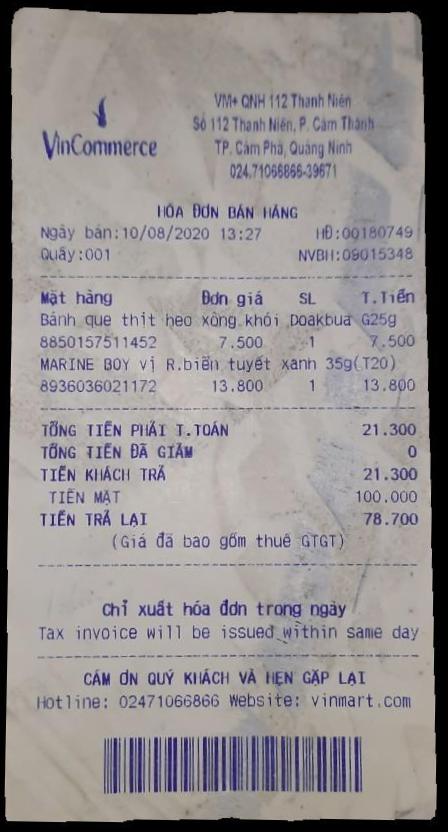 VM+ QNH 112 Thanh Niên
Số 112 Thanh Niên, P. Cẩm Thành
TP. Cẩm Phả, Quảng Ninh
024.71066866-39671
VinCommerce
HÓA ĐƠN BÁN HÀNG
Ngày bán:10/08/2020 13:27 HĐ:00180749
Quầy:001 NVBH:09015348
Mặt hàng Đơn giá SL T.Tiền
Bánh que thịt heo xông khói Doakbua G25g
8850157511452 7.500 1 7.500
MARINE BOY vị R.biển tuyết xanh 35g(T20)
8936036021172 13.800 1 13.800
TỔNG TIỀN PHẢI T.TOÁN 21.300
TỔNG TIỀN ĐÃ GIẢM 0
TIỀN KHÁCH TRẢ 21.300
TIỀN MẶT 100.000
TIỀN TRẢ LẠI 78.700
(Giá đã bao gồm thuế GTGT)
Chỉ xuất hóa đơn trong ngày
Tax invoice will be issued within same day
CẢM ƠN QUÝ KHÁCH VÀ HẸN GẶP LẠI
Hotline: 02471066866 Website: vinmart.com